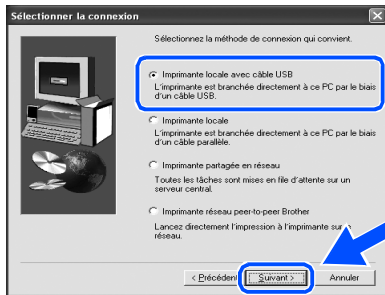 Sélectionner la connexion
Sélectionnez la méthode de connexion qui convient.
Imprimante locale avec câble USB
L'imprimante est branchée directement à ce PC par le biais
d'un câble USB.
Imprimante locale
L'imprimante est branchée directement à ce PC par le biais
d'un câble parallèle.
Imprimante partagée en réseau
Toutes les tâches sont mises en file d'attente sur un
serveur central.
Imprimante réseau peer-to-peer Brother
Lancez directement l'impression à l'imprimante sur
réseau.
< Précédent
Suivant >
Annuler